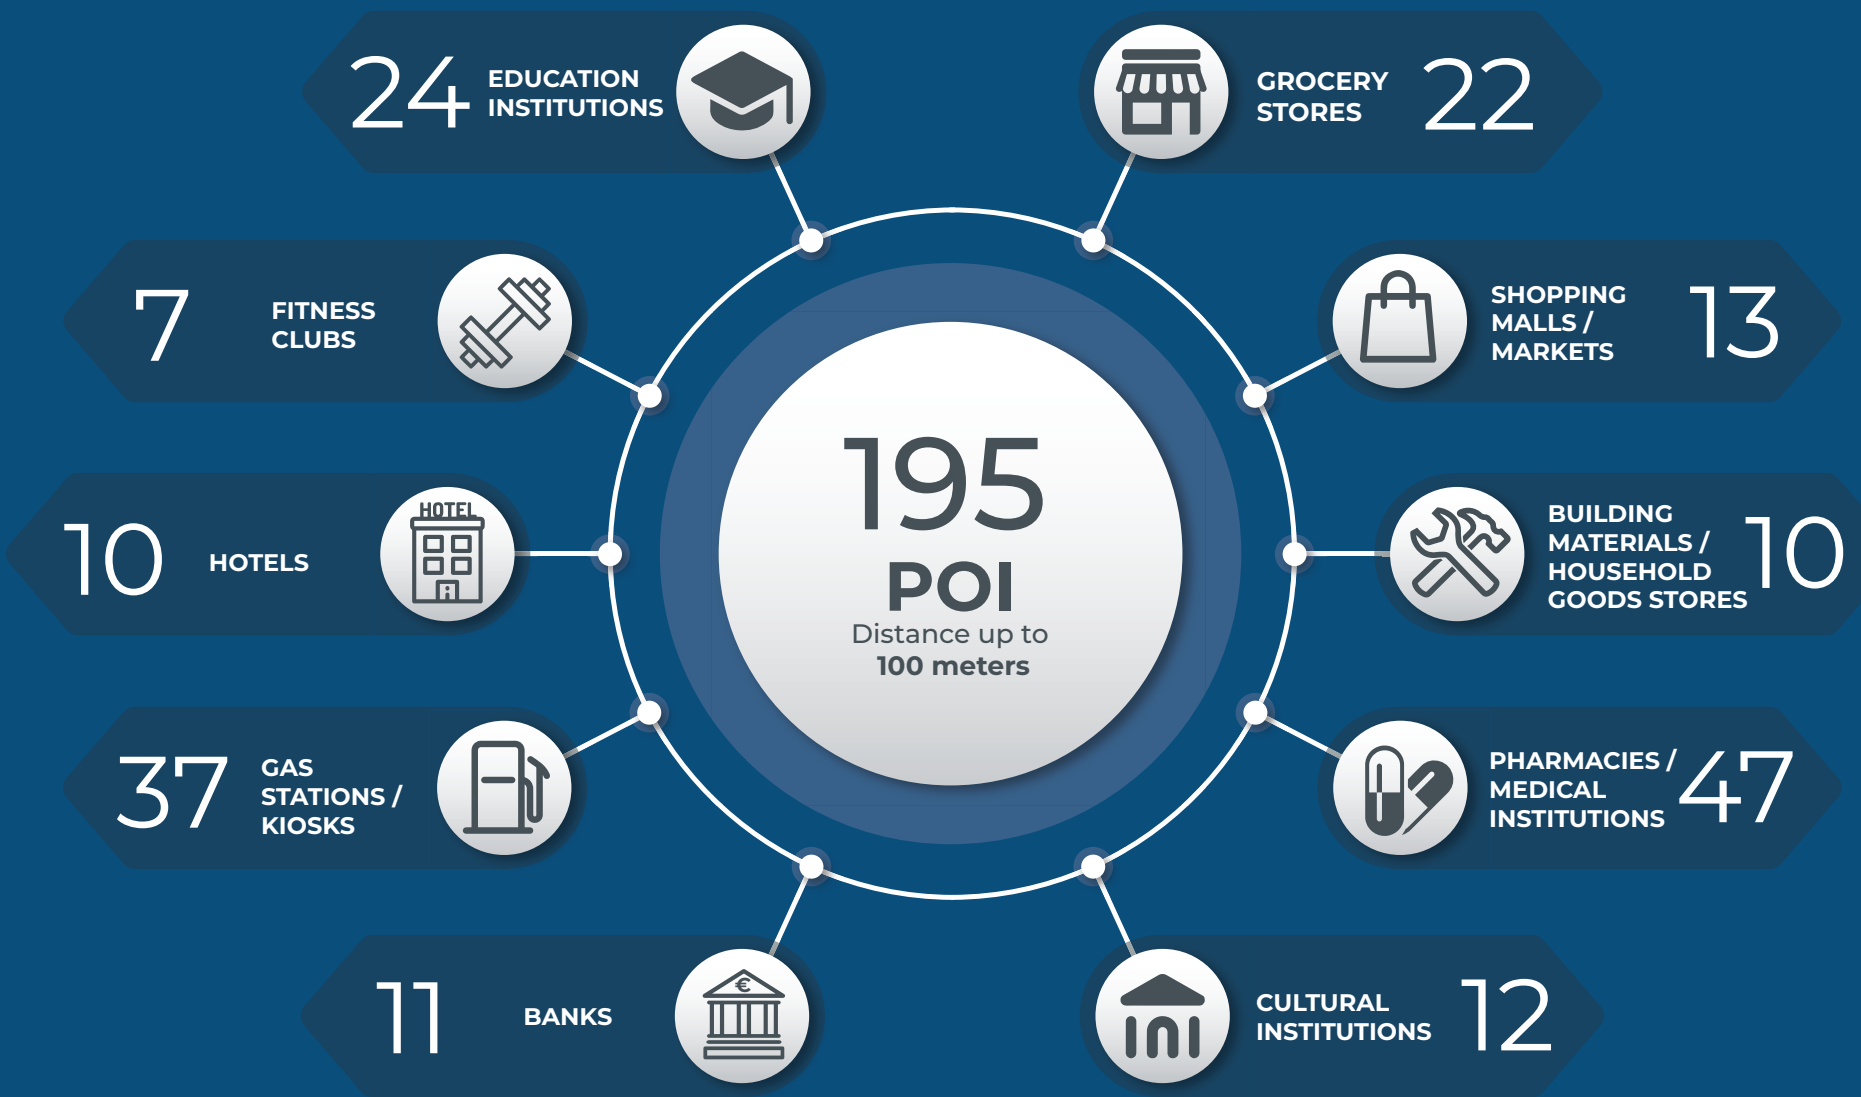 24
EDUCATION
INSTITUTIONS
GROCERY
STORES
22
7
FITNESS
CLUBS
SHOPPING
MALLS /
MARKETS
13
195
POI
Distance up to
100 meters
10
HOTELS
HOTEL
BUILDING
MATERIALS /
HOUSEHOLD
GOODS STORES
10
37
GAS
STATIONS /
KIOSKS
PHARMACIES /
MEDICAL
INSTITUTIONS
47
11
BANKS
€
CULTURAL
INSTITUTIONS
12